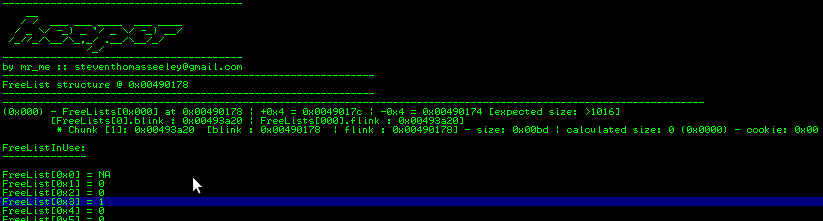 heaper
by mr_me :: steventhomasseeley@gmail.com
FreeList structure @ 0x00490178
(0x000) - FreeLists[0x000] at 0x00490178 ¦ +0x4 = 0x0049017c ¦ -0x4 = 0x00490174 [expected size: >1016]
[FreeLists[0].blink : 0x00493a20 ¦ FreeLists[000].flink : 0x00493a20]
* Chunk [1]: 0x00493a20 [blink : 0x00490178 ¦ flink : 0x00490178] - size: 0x00bd ¦ calculated size: 0 (0x0000) - cookie: 0x00
FreeListInUse:
FreeList[0x0] = NA
FreeList[0x1] = 0
FreeList[0x2] = 0
FreeList[0x3] = 1
FreeList[0x4] = 0
FreeList[0x5] = 0